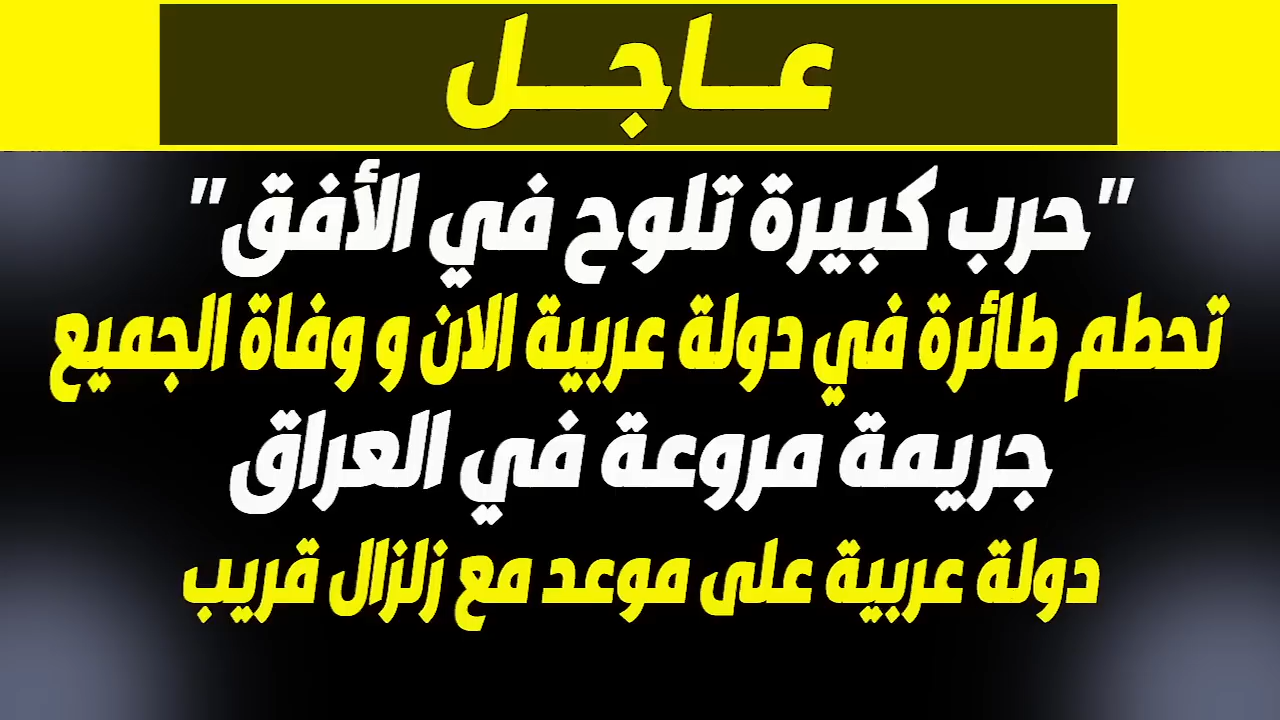 عـــاجـــل
"حرب كبيرة تلوح في الأفق"
تحطم طائرة في دولة عربية الان و وفاة الجميع
جريمة مروعة في العراق
دولة عربية على موعد مع زلزال قريب